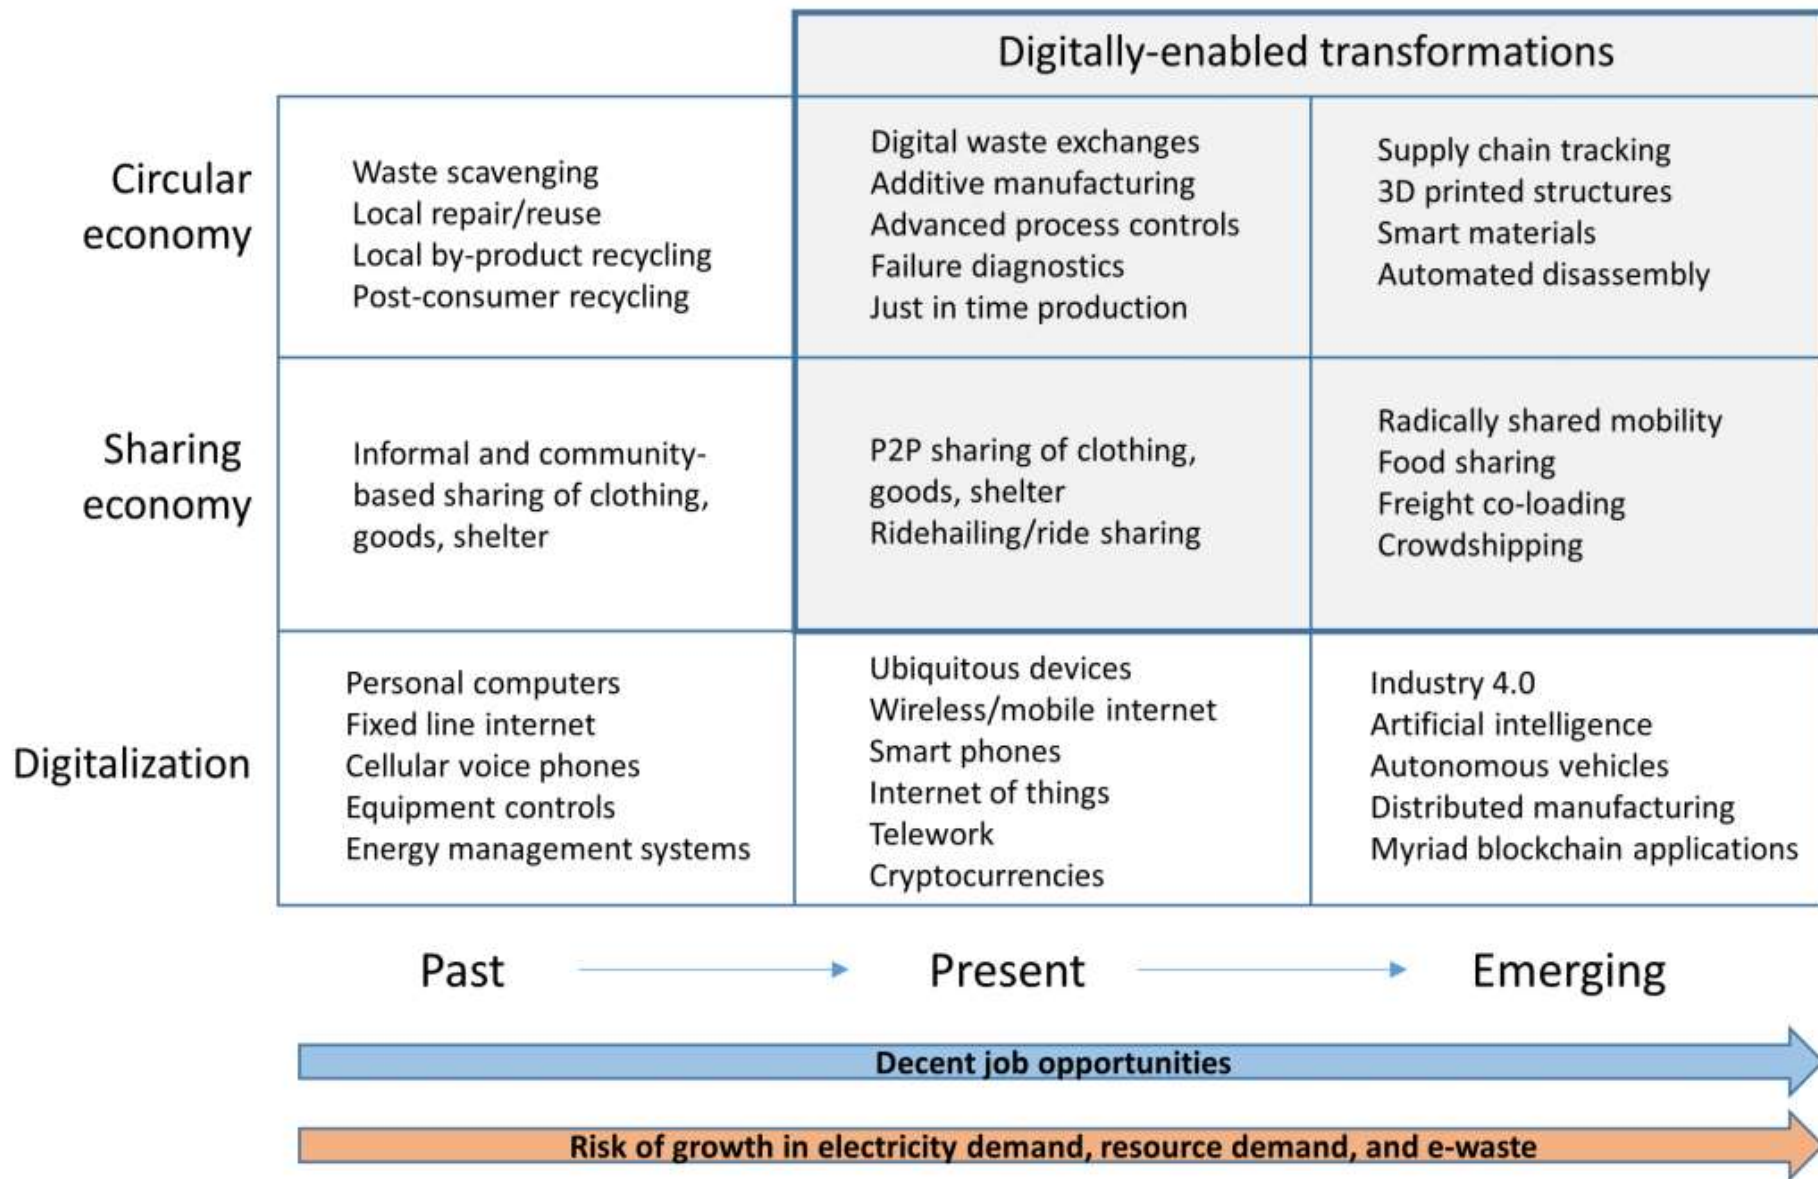 Digitally-enabled transformations
Circular
economy
Waste scavenging
Local repair/reuse
Local by-product recycling
Post-consumer recycling
Digital waste exchanges
Additive manufacturing
Advanced process controls
Failure diagnostics
Just in time production
Supply chain tracking
3D printed structures
Smart materials
Automated disassembly
Sharing
economy
Informal and community-
based sharing of clothing,
goods, shelter
P2P sharing of clothing,
goods, shelter
Ridehailing/ride sharing
Radically shared mobility
Food sharing
Freight co-loading
Crowdshipping
Digitalization
Personal computers
Fixed line internet
Cellular voice phones
Equipment controls
Energy management systems
Ubiquitous devices
Wireless/mobile internet
Smart phones
Internet of things
Telework
Cryptocurrencies
Industry 4.0
Artificial intelligence
Autonomous vehicles
Distributed manufacturing
Myriad blockchain applications
Past
Present
Emerging
Decent job opportunities
Risk of growth in electricity demand, resource demand, and e-waste